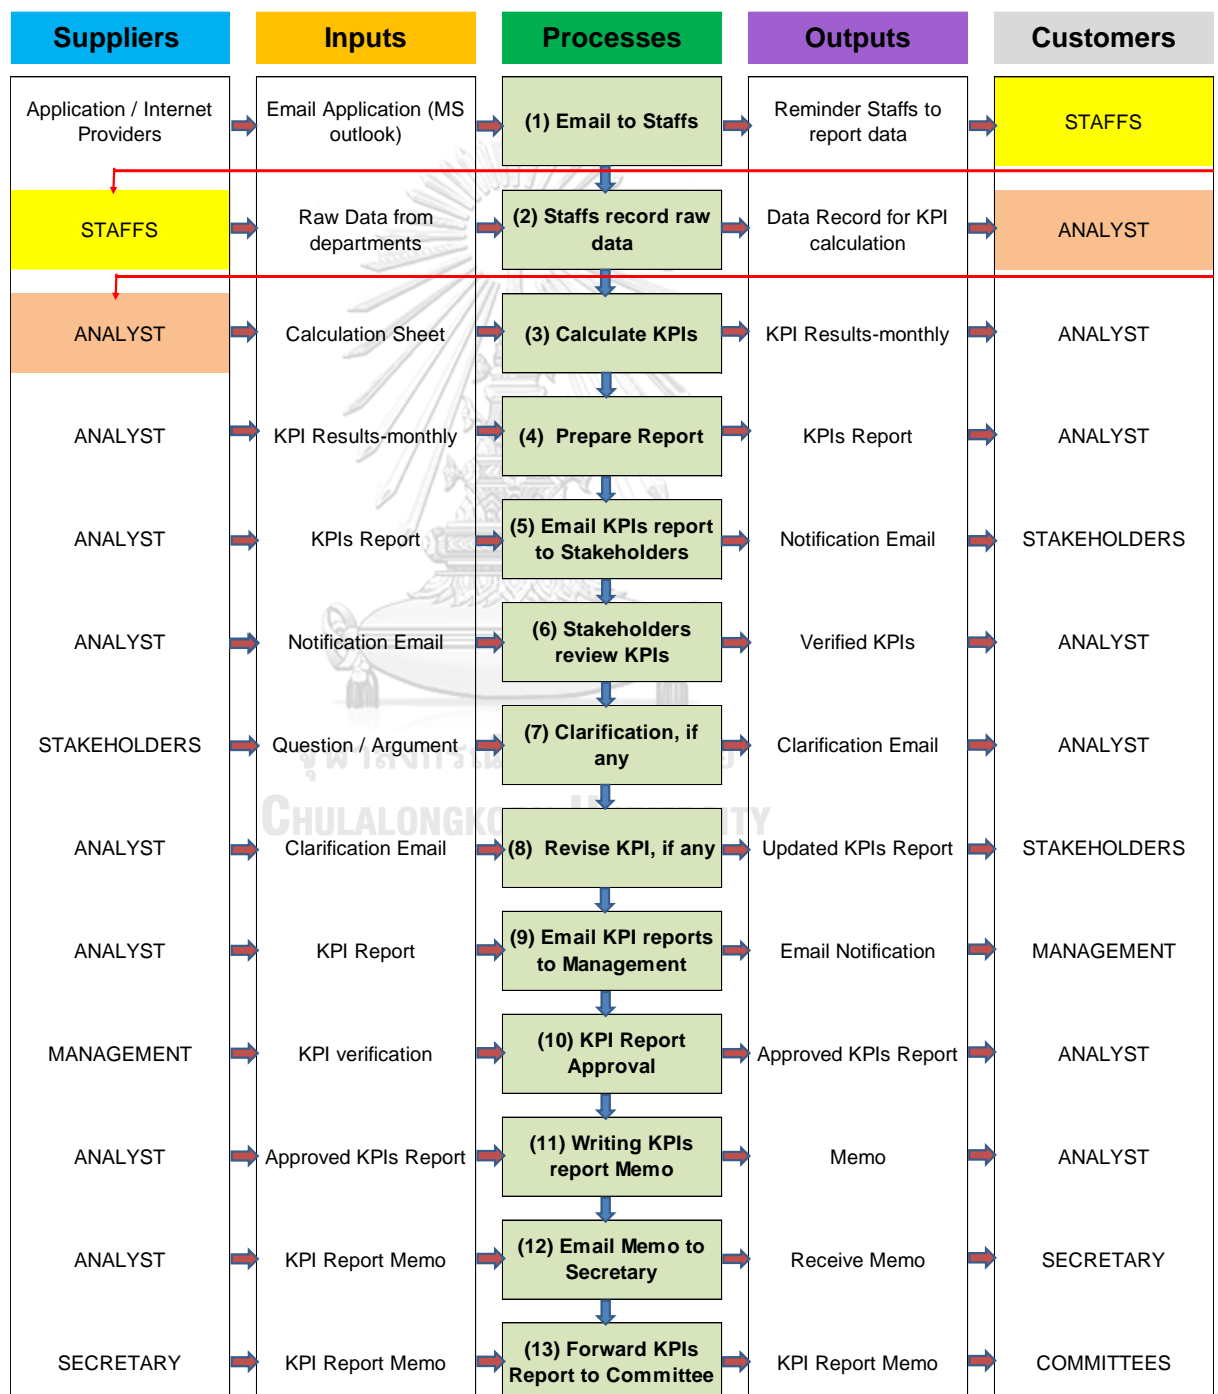 Suppliers
Inputs
Processes
Outputs
Customers
Application / Internet
Providers
Email Application (MS
outlook)
(1) Email to Staffs
Reminder Staffs to
report data
STAFFS
STAFFS
Raw Data from
departments
(2) Staffs record raw
data
Data Record for KPI
calculation
ANALYST
ANALYST
Calculation Sheet
(3) Calculate KPIs
KPI Results-monthly
ANALYST
ANALYST
KPI Results-monthly
(4) Prepare Report
KPIs Report
ANALYST
ANALYST
KPIs Report
(5) Email KPIs report
to Stakeholders
Notification Email
STAKEHOLDERS
ANALYST
Notification Email
(6) Stakeholders
review KPIs
Verified KPIs
ANALYST
STAKEHOLDERS
Question / Argument
(7) Clarification, if
any
Clarification Email
ANALYST
ANALYST
Clarification Email
(8) Revise KPI, if any
Updated KPIs Report
STAKEHOLDERS
ANALYST
KPI Report
(9) Email KPI reports
to Management
Email Notification
MANAGEMENT
MANAGEMENT
KPI verification
(10) KPI Report
Approval
Approved KPIs Report
ANALYST
ANALYST
Approved KPIs Report
(11) Writing KPIs
report Memo
Memo
ANALYST
ANALYST
KPI Report Memo
(12) Email Memo to
Secretary
Receive Memo
SECRETARY
SECRETARY
KPI Report Memo
(13) Forward KPIs
Report to Committee
KPI Report Memo
COMMITTEES